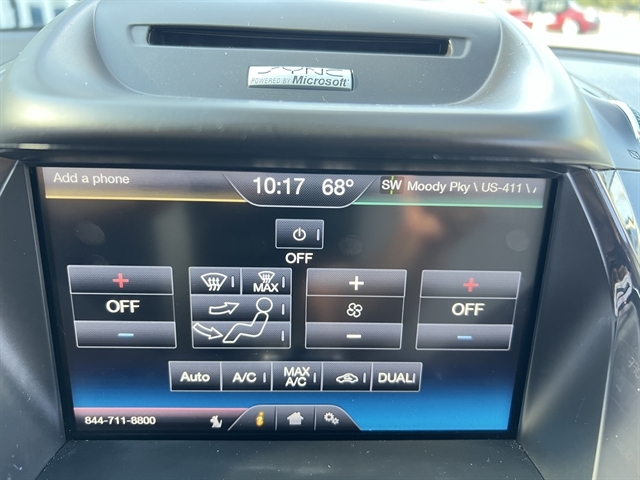 SYNC
POWERED BY Microsoft
Add a phone
10:17 68°
SW Moody Pky \ US-411 \
OFF
MAX
+ OFF -
+ -
+ OFF -
Auto A/C MAX A/C DUAL
844-711-8800